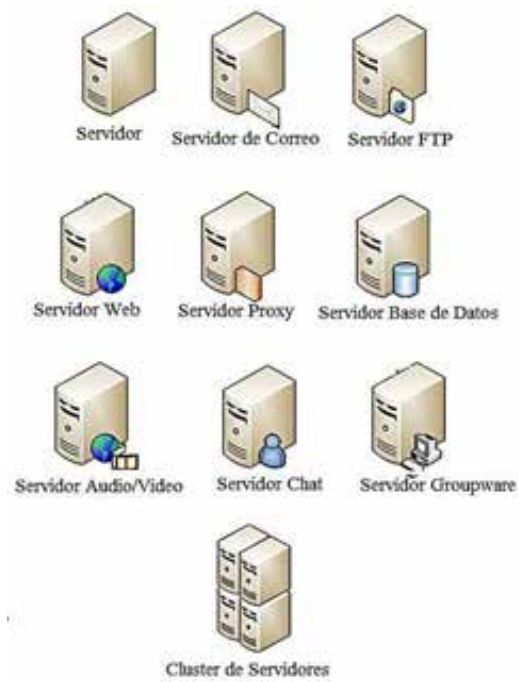 Servidor
Servidor de Correo
Servidor FTP
Servidor Web
Servidor Proxy
Servidor Base de Datos
Servidor Audio/Video
Servidor Chat
Servidor Groupware
Cluster de Servidores